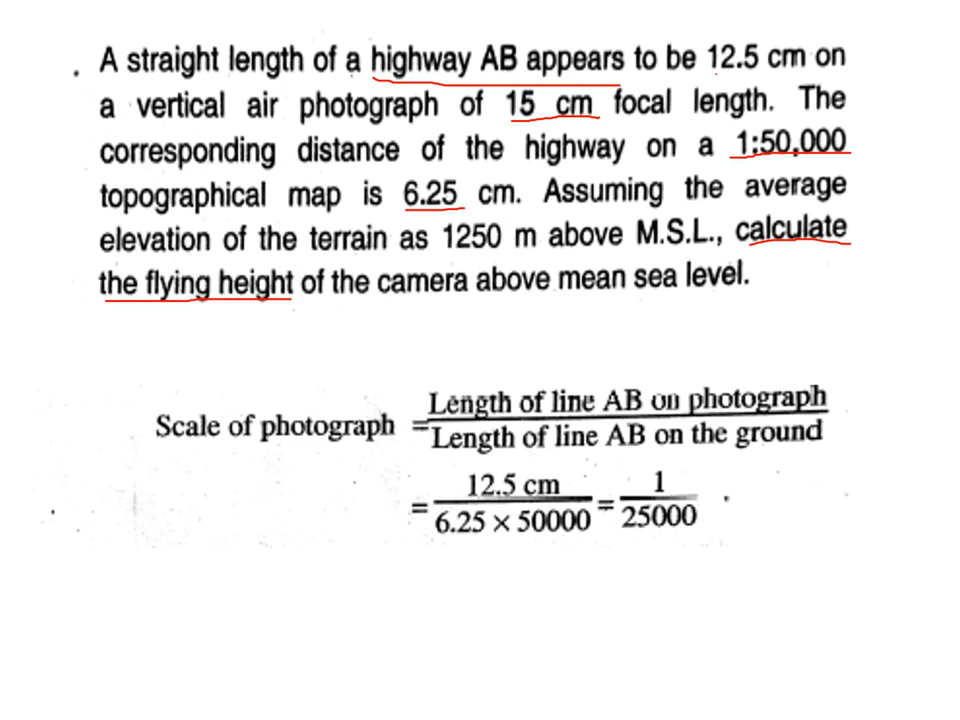 . A straight length of a highway AB appears to be 12.5 cm on
a vertical air photograph of 15 cm focal length. The
corresponding distance of the highway on a 1:50,000
topographical map is 6.25 cm. Assuming the average
elevation of the terrain as 1250 m above M.S.L., calculate
the flying height of the camera above mean sea level.
Scale of photograph = Length of line AB on photograph / Length of line AB on the ground
= 12.5 cm / 6.25 × 50000 = 1 / 25000